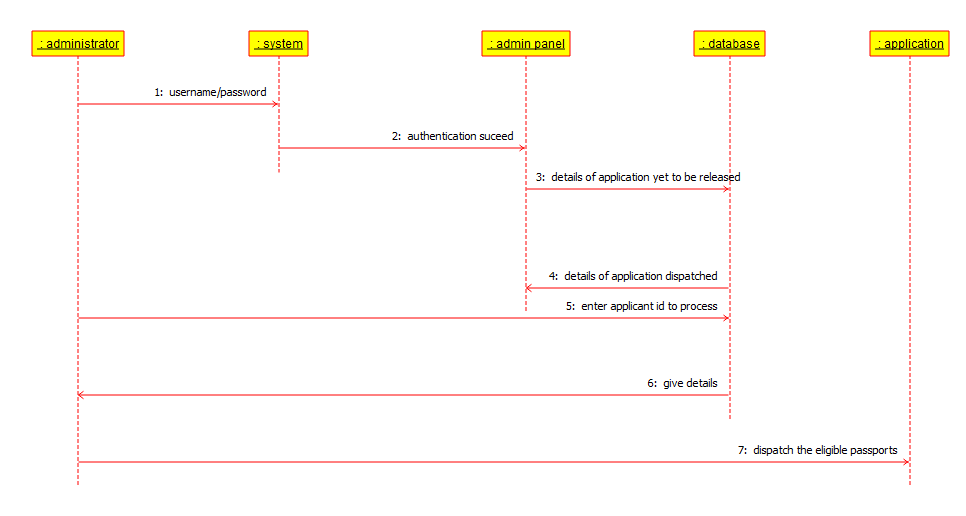 : administrator
: system
: admin panel
: database
: application
1: username/password
2: authentication suceed
3: details of application yet to be released
4: details of application dispatched
5: enter applicant id to process
6: give details
7: dispatch the eligible passports